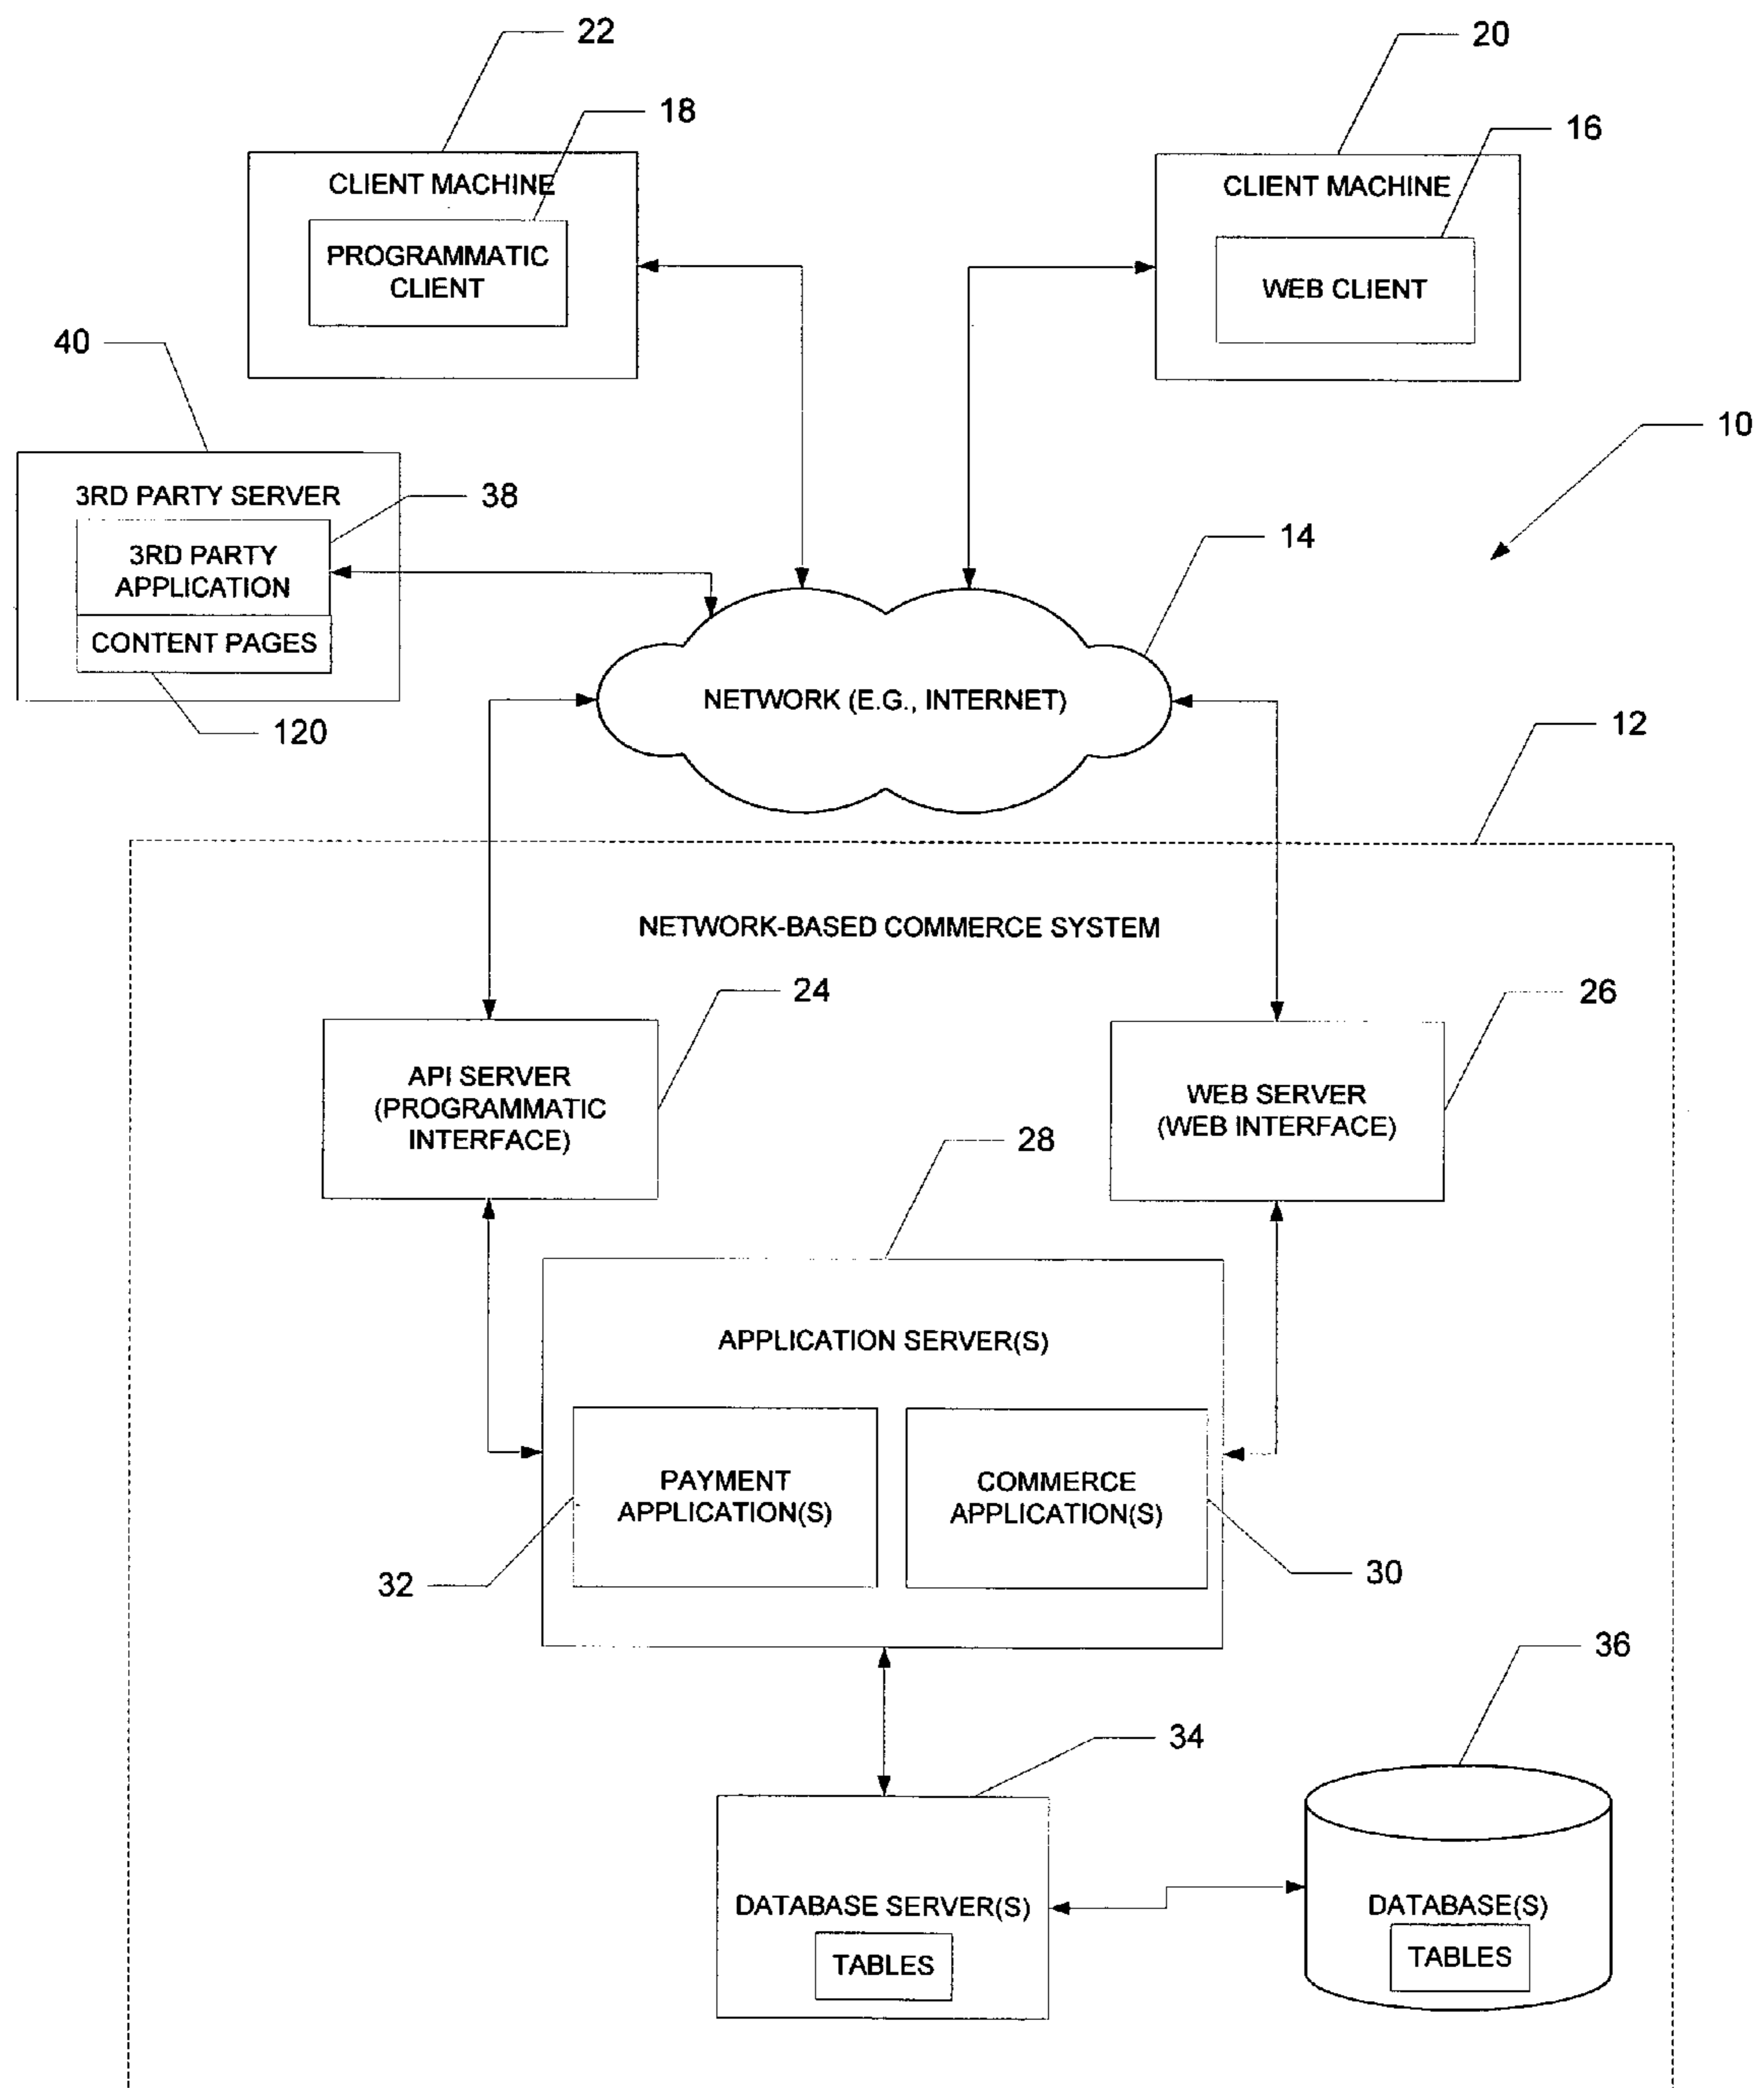 22
20
18
16
CLIENT MACHINE
PROGRAMMATIC
CLIENT
CLIENT MACHINE
WEB CLIENT
40
10
3RD PARTY SERVER
38
3RD PARTY
APPLICATION
CONTENT PAGES
120
14
NETWORK (E.G., INTERNET)
12
NETWORK-BASED COMMERCE SYSTEM
24
26
API SERVER
(PROGRAMMATIC
INTERFACE)
WEB SERVER
(WEB INTERFACE)
28
APPLICATION SERVER(S)
PAYMENT
APPLICATION(S)
COMMERCE
APPLICATION(S)
32
30
36
34
DATABASE SERVER(S)
TABLES
DATABASE(S)
TABLES